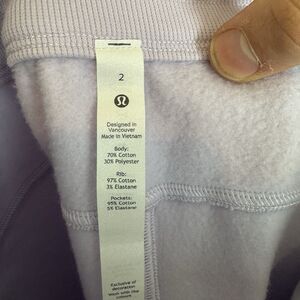 2
Designed in
Vancouver
Made in Vietnam
Body:
70% Cotton
30% Polyester
Rib:
97% Cotton
3% Elastane
Pockets:
95% Cotton
5% Elastane
Exclusive of
decoration